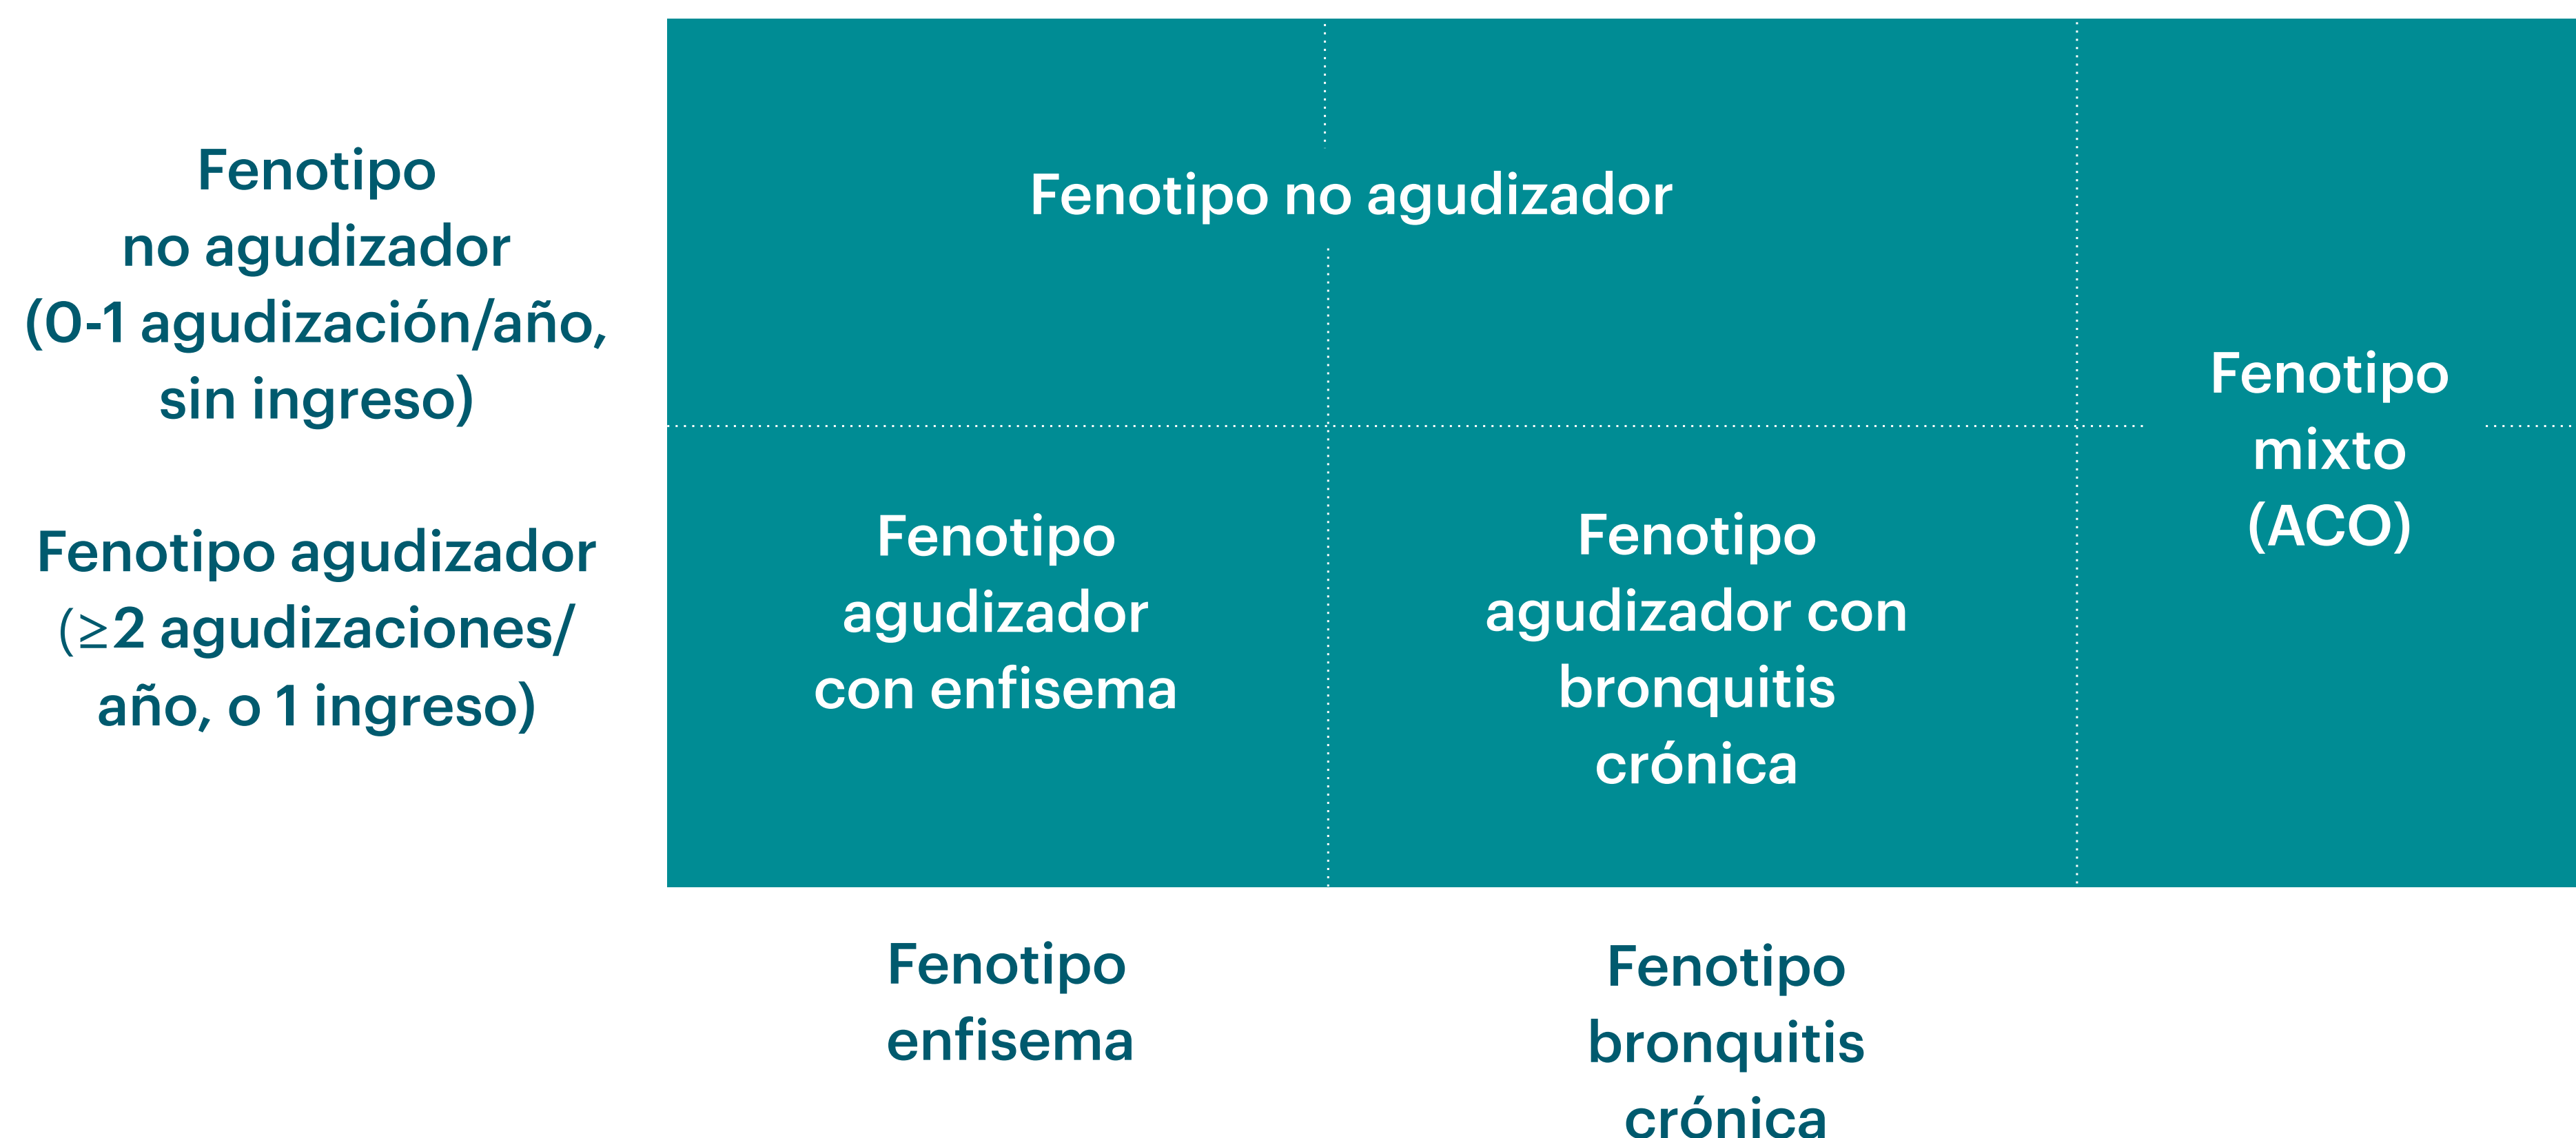 Fenotipo
no agudizador
(0-1 agudización/año,
sin ingreso)
Fenotipo agudizador
(≥2 agudizaciones/
año, o 1 ingreso)
Fenotipo no agudizador
Fenotipo
agudizador
con enfisema
Fenotipo
agudizador con
bronquitis
crónica
Fenotipo
mixto
(ACO)
Fenotipo
enfisema
Fenotipo
bronquitis
crónica